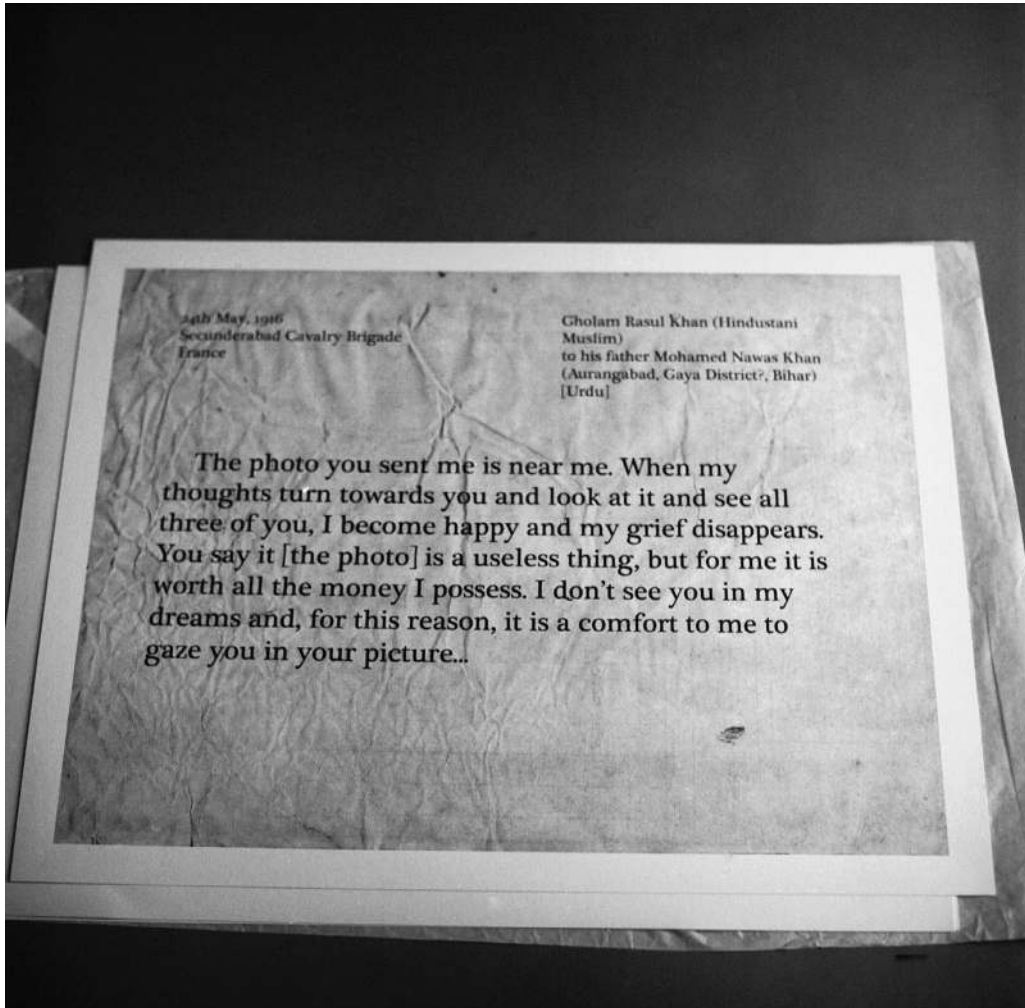 24th May, 1916
Secunderabad Cavalry Brigade
France
Gholam Rasul Khan (Hindustani
Muslim)
to his father Mohamed Nawas Khan
(Aurangabad, Gaya District?, Bihar)
[Urdu]
The photo you sent me is near me. When my
thoughts turn towards you and look at it and see all
three of you, I become happy and my grief disappears.
You say it [the photo] is a useless thing, but for me it is
worth all the money I possess. I don't see you in my
dreams and, for this reason, it is a comfort to me to
gaze you in your picture...